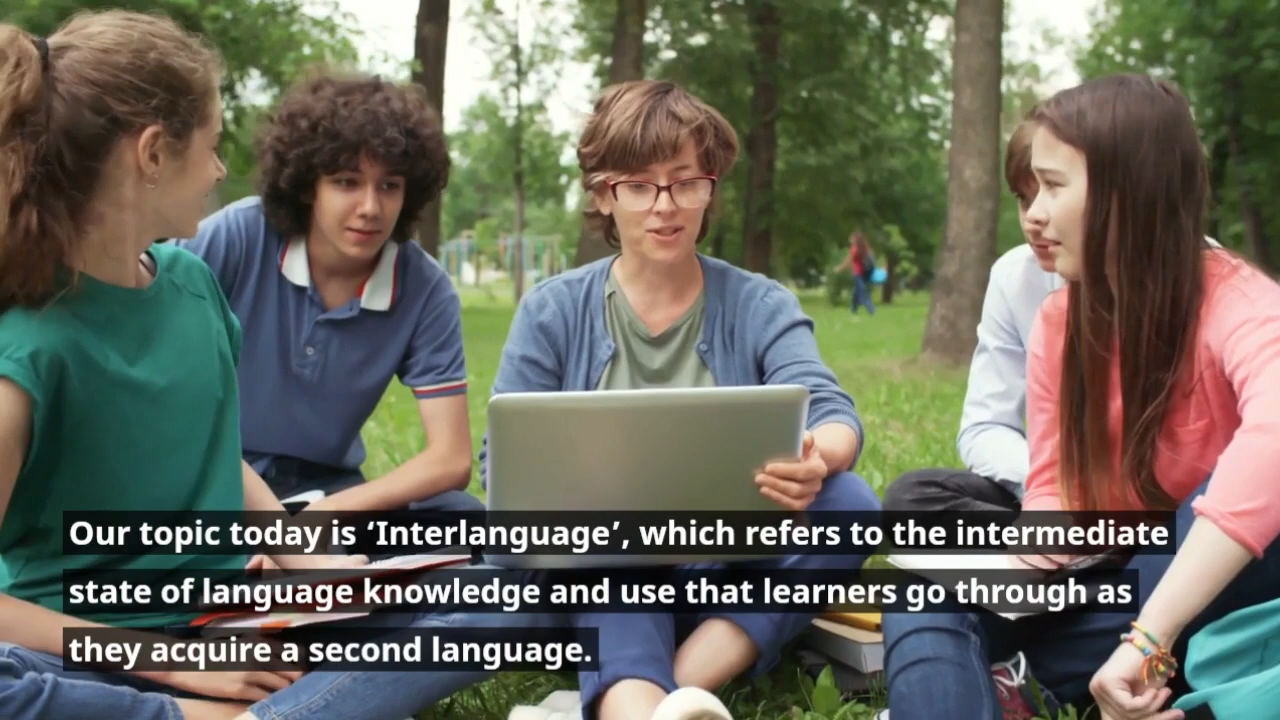 Our topic today is ‘Interlanguage’, which refers to the intermediate
state of language knowledge and use that learners go through as
they acquire a second language.